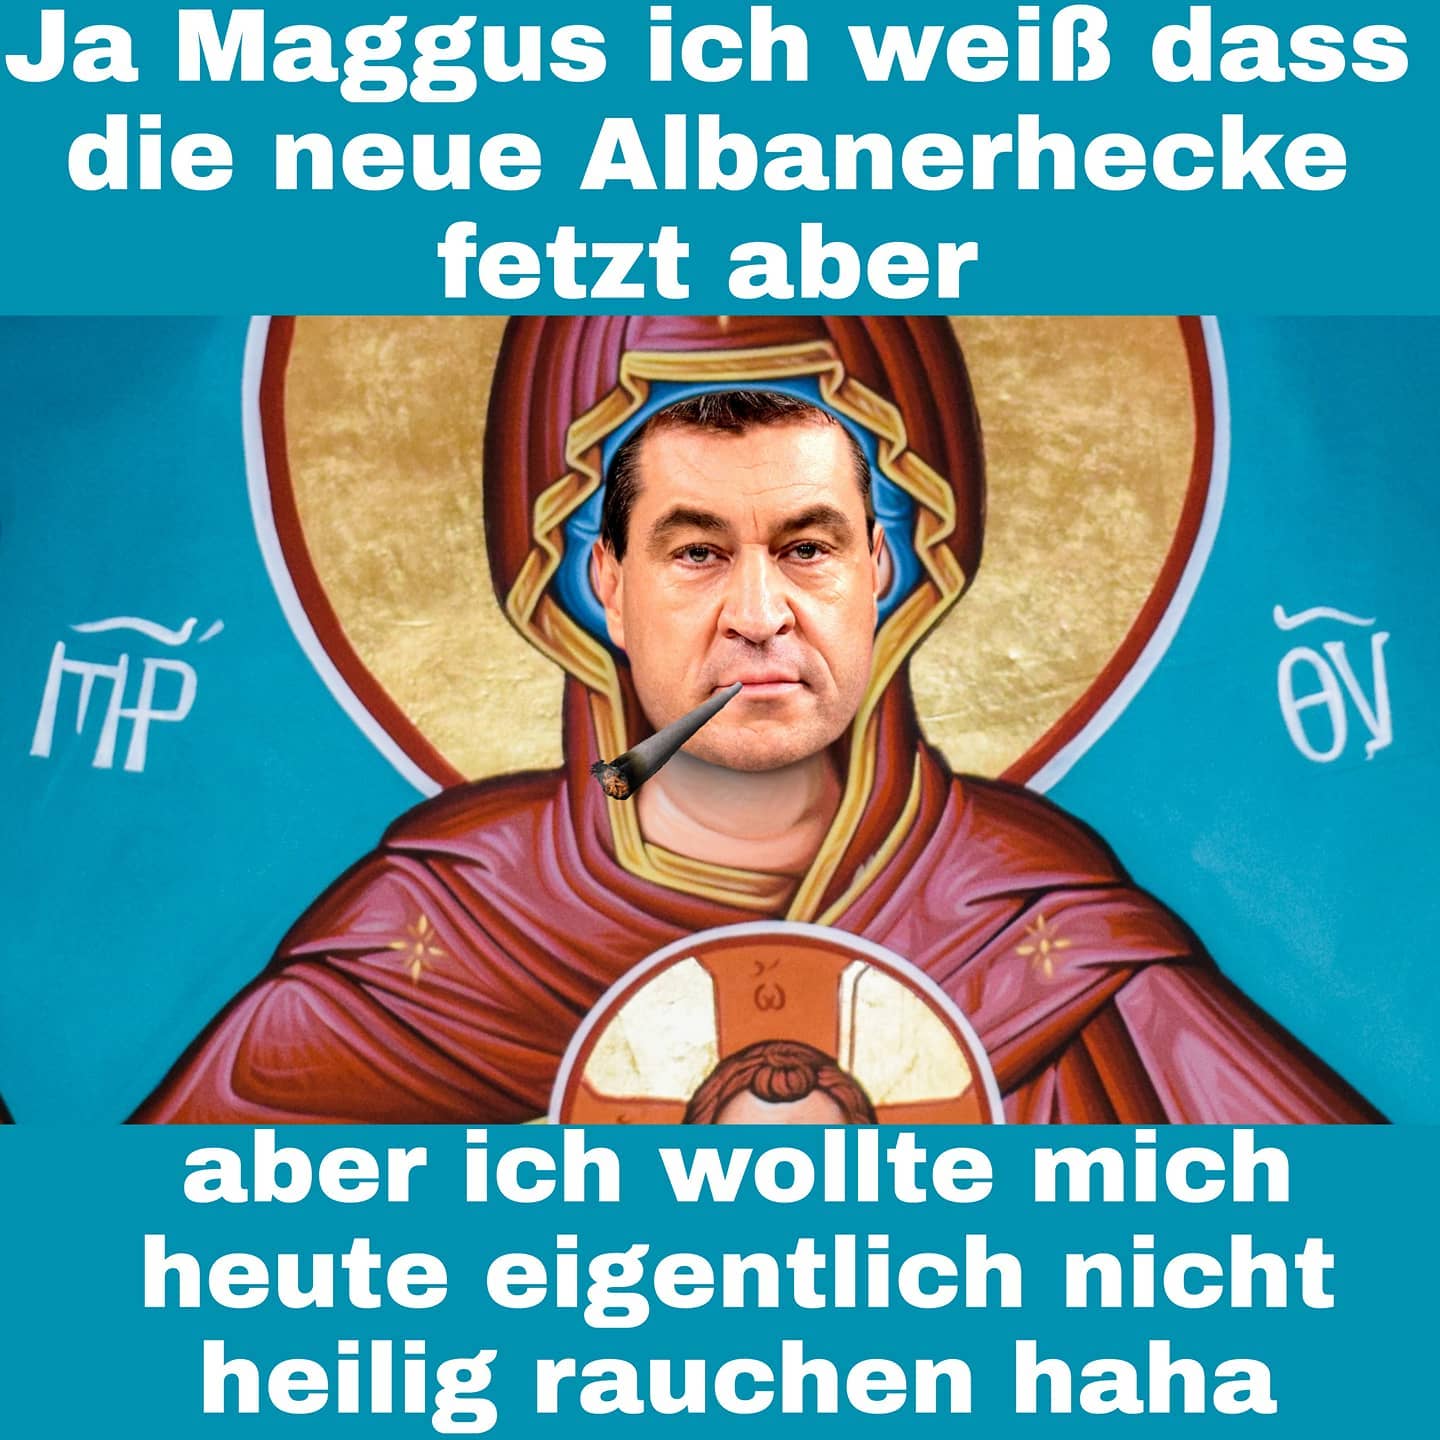 Ja Maggus ich weiß dass
die neue Albanerhecke
fetzt aber
ΜΡ ΘΥ
ὤ
aber ich wollte mich
heute eigentlich nicht
heilig rauchen haha